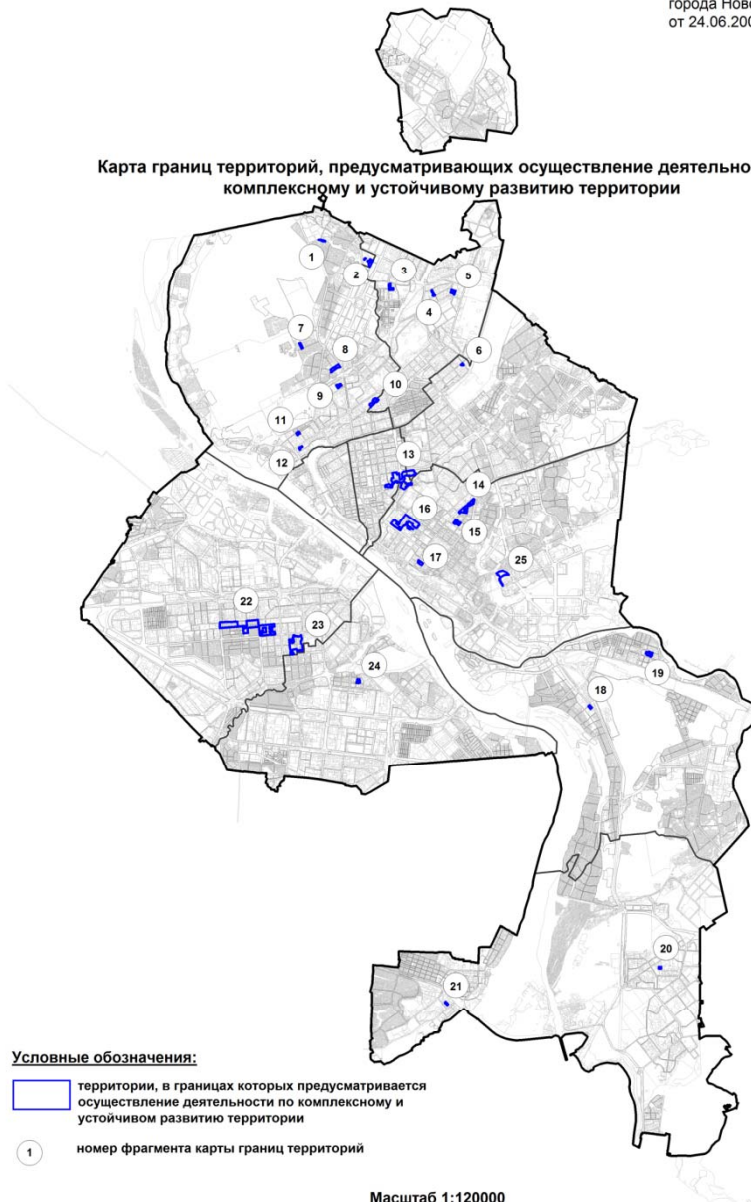 города Ново
от 24.06.200
Карта границ территорий, предусматривающих осуществление деятельно
комплексному и устойчивому развитию территории
1
2
3
5
4
7
8
6
9
10
11
12
13
14
16
15
17
25
22
23
24
19
18
20
21
Условные обозначения:
территории, в границах которых предусматривается
осуществление деятельности по комплексному и
устойчивом развитию территории
1
номер фрагмента карты границ территорий
Масштаб 1:120000